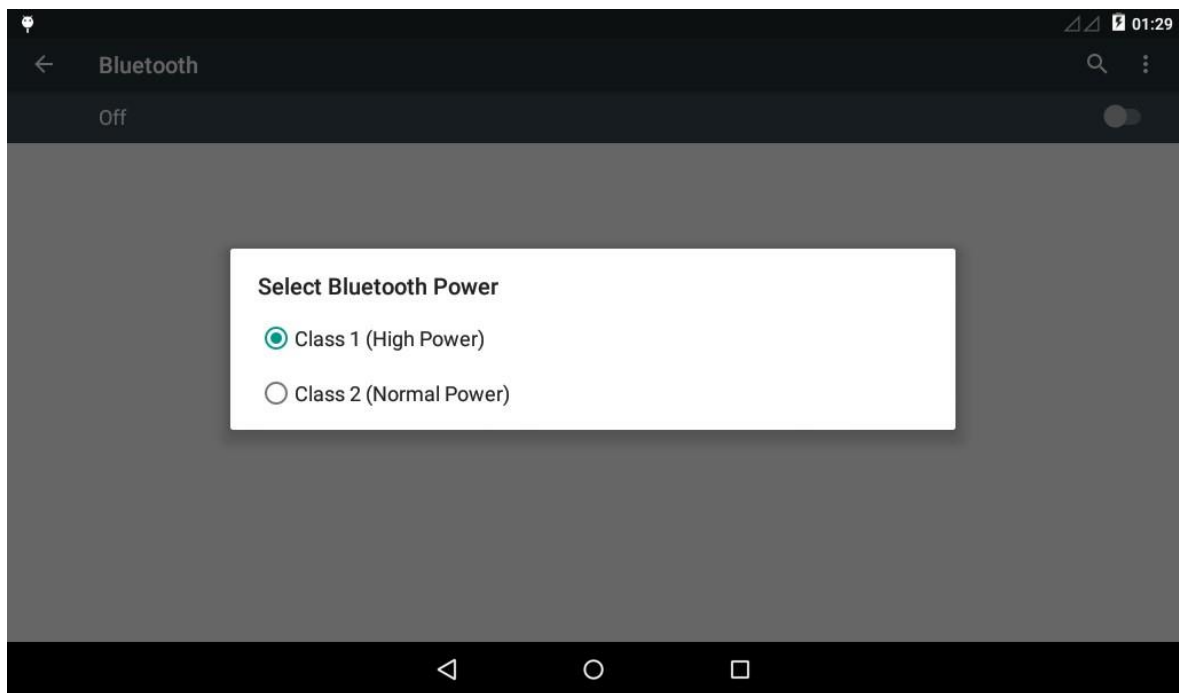 01:29
Bluetooth
Off
Select Bluetooth Power
Class 1 (High Power)
Class 2 (Normal Power)